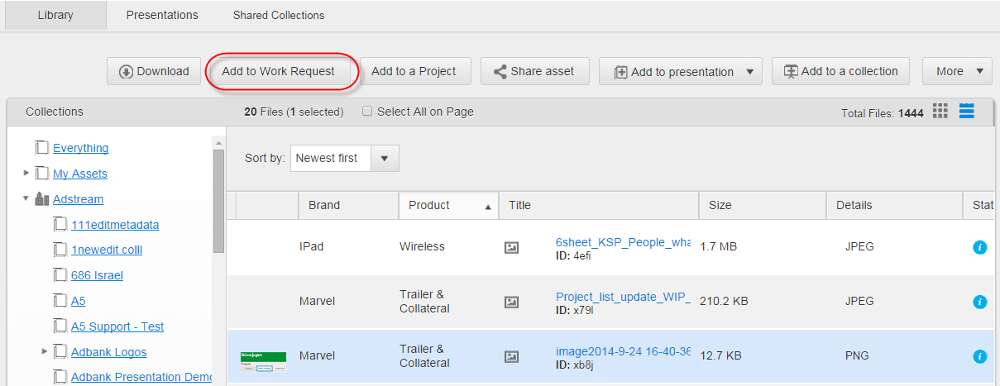 Library Presentations Shared Collections
Download Add to Work Request Add to a Project Share asset Add to presentation Add to a collection More
Collections 20 Files (1 selected) Select All on Page Total Files: 1444
Everything
My Assets
Adstream
111editmetadata
1newedit colll
686 Israel
A5
A5 Support - Test
Adbank Logos
Adbank Presentation Demo
Sort by: Newest first
Brand Product Title Size Details Stat
IPad Wireless 6sheet_KSP_People_wha 1.7 MB JPEG
ID: 4efi
Marvel Trailer & Collateral Project_list_update_WIP_ 210.2 KB JPEG
ID: x79l
Marvel Trailer & Collateral image2014-9-24 16-40-36 12.7 KB PNG
ID: xb8j